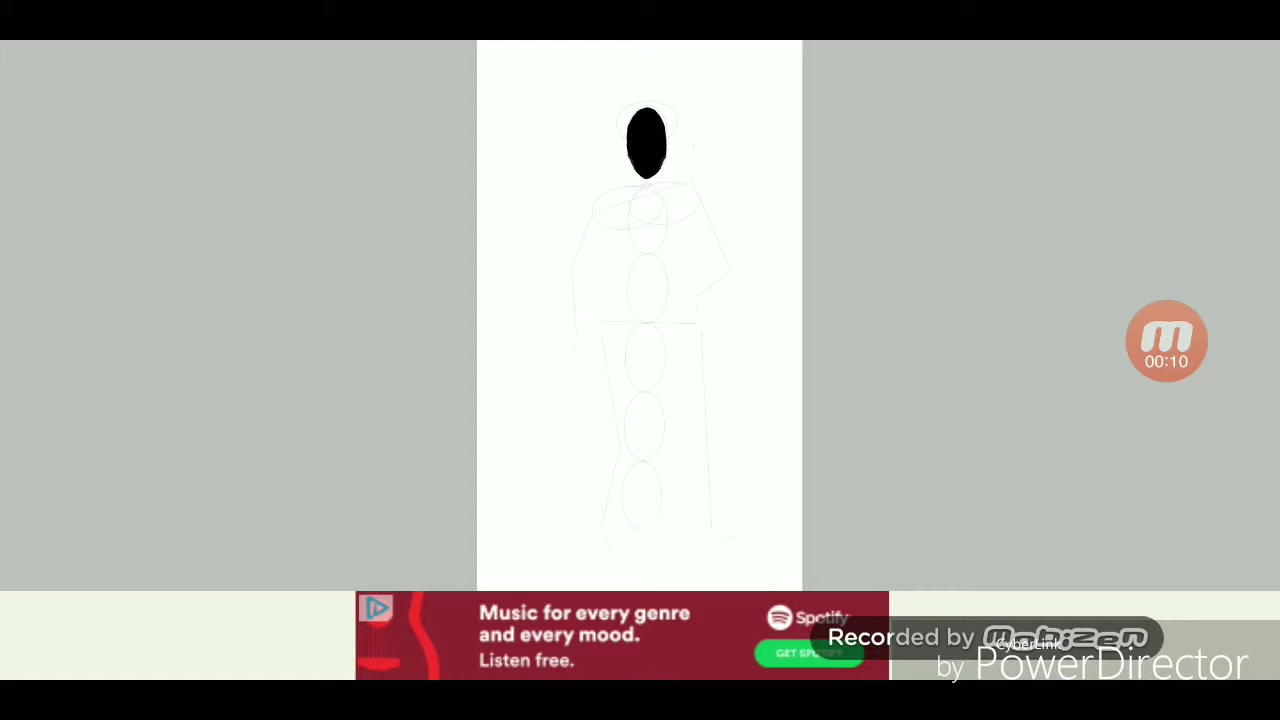 00:10
Music for every genre
and every mood.
Listen free.
Spotify
GET SPOTIFY
Recorded by Mobizen
CyberLink
by PowerDirector